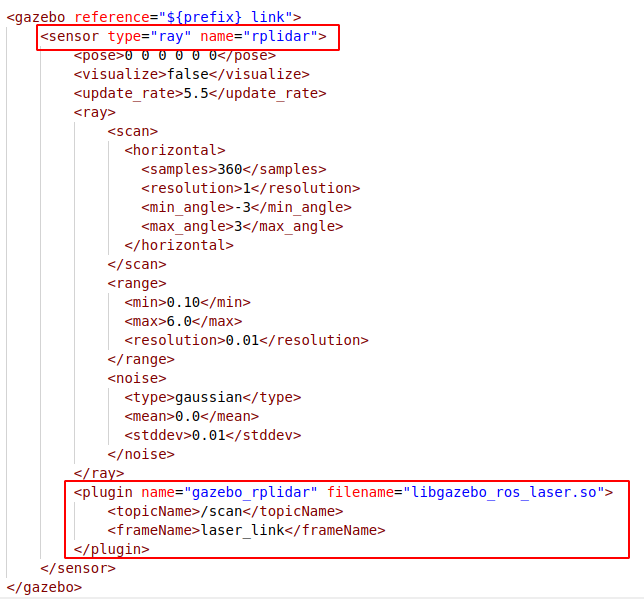 <gazebo reference="${prefix}_link">
<sensor type="ray" name="rplidar">
<pose>0 0 0 0 0 0</pose>
<visualize>false</visualize>
<update_rate>5.5</update_rate>
<ray>
<scan>
<horizontal>
<samples>360</samples>
<resolution>1</resolution>
<min_angle>-3</min_angle>
<max_angle>3</max_angle>
</horizontal>
</scan>
<range>
<min>0.10</min>
<max>6.0</max>
<resolution>0.01</resolution>
</range>
<noise>
<type>gaussian</type>
<mean>0.0</mean>
<stddev>0.01</stddev>
</noise>
</ray>
<plugin name="gazebo_rplidar" filename="libgazebo_ros_laser.so">
<topicName>/scan</topicName>
<frameName>laser_link</frameName>
</plugin>
</sensor>
</gazebo>